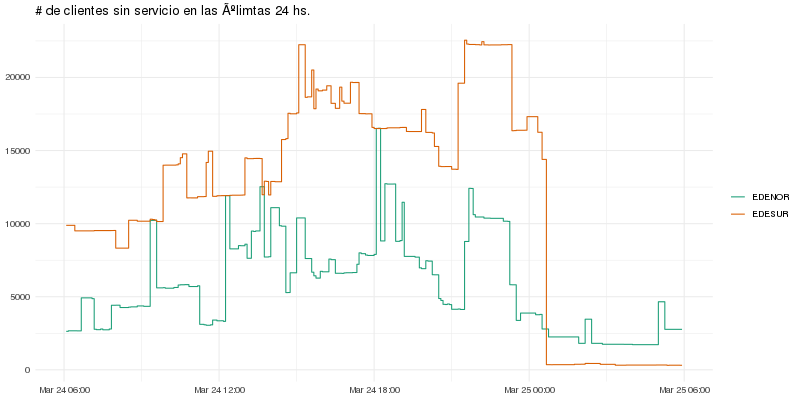 # de clientes sin servicio en las Ãºlimtas 24 hs.
20000
15000
10000
5000
0
Mar 24 06:00
Mar 24 12:00
Mar 24 18:00
Mar 25 00:00
Mar 25 06:00
EDENOR
EDESUR